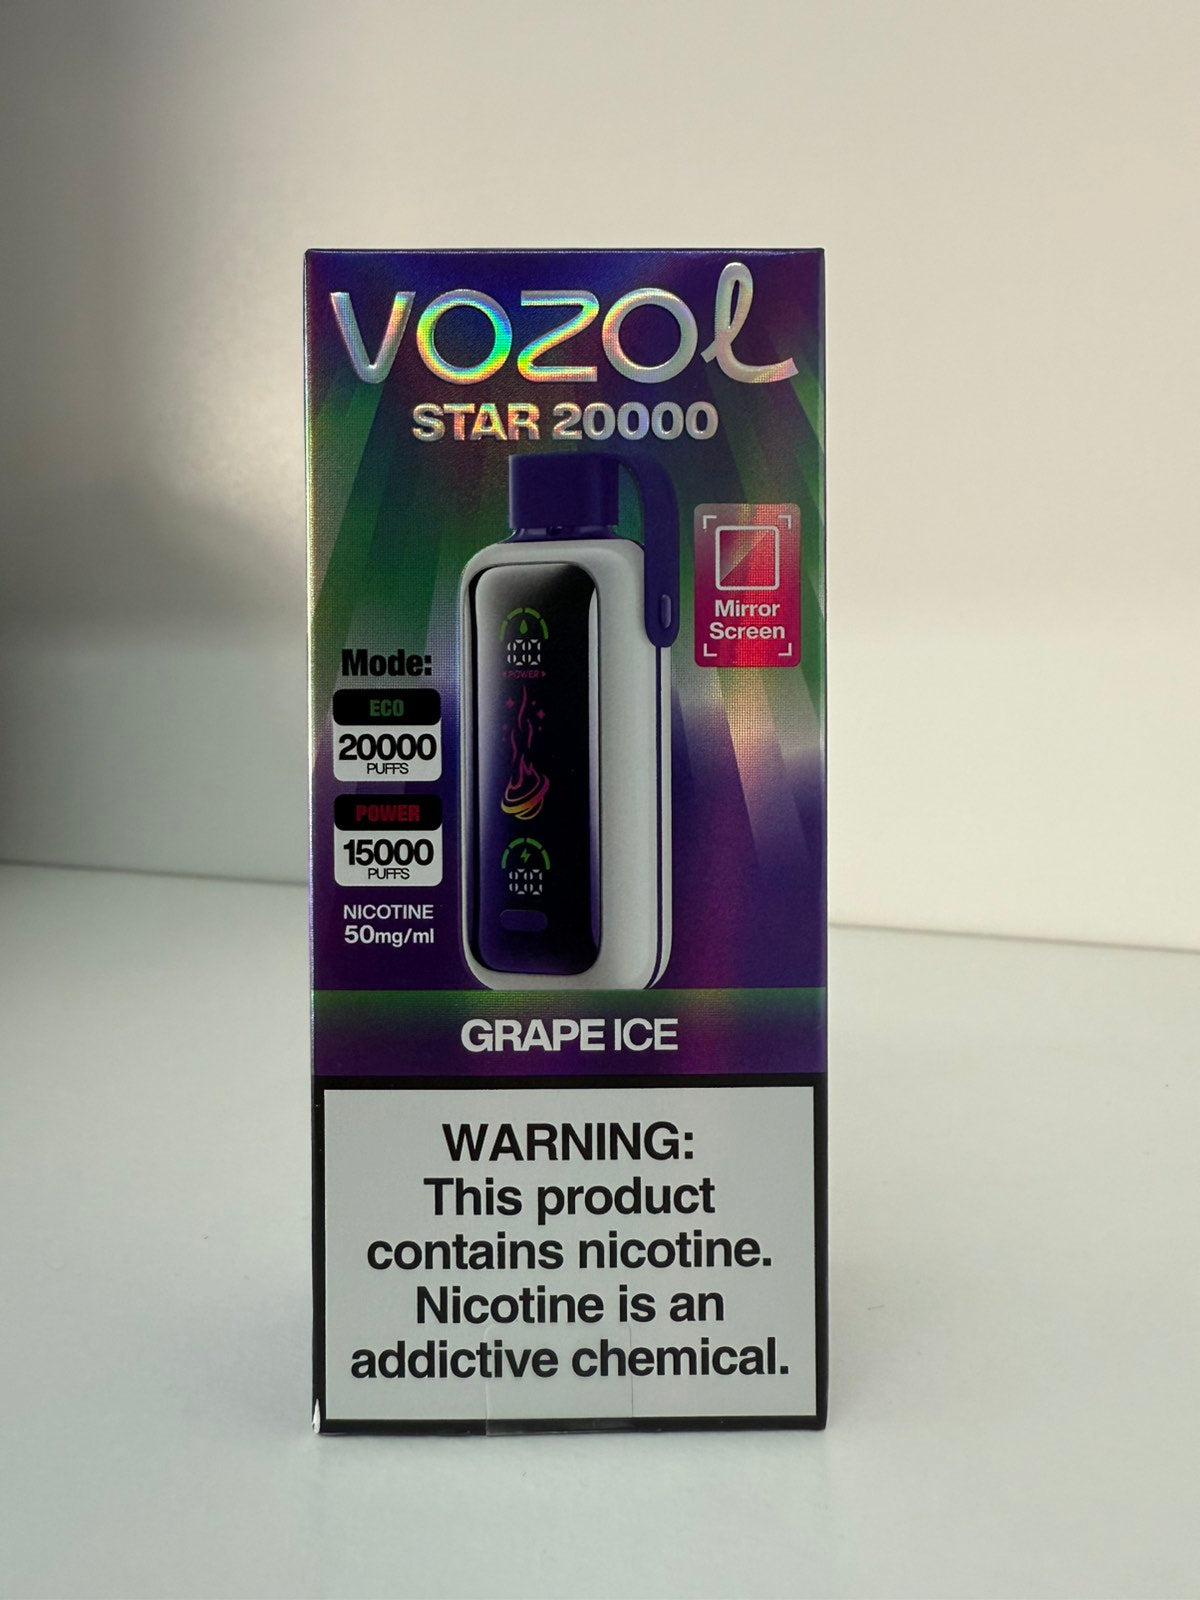 VOZOL
STAR 20000
Mirror
Screen
Mode:
ECO
20000
PUFFS
POWER
15000
PUFFS
NICOTINE
50mg/ml
POWER
GRAPE ICE
WARNING:
This product
contains nicotine.
Nicotine is an
addictive chemical.